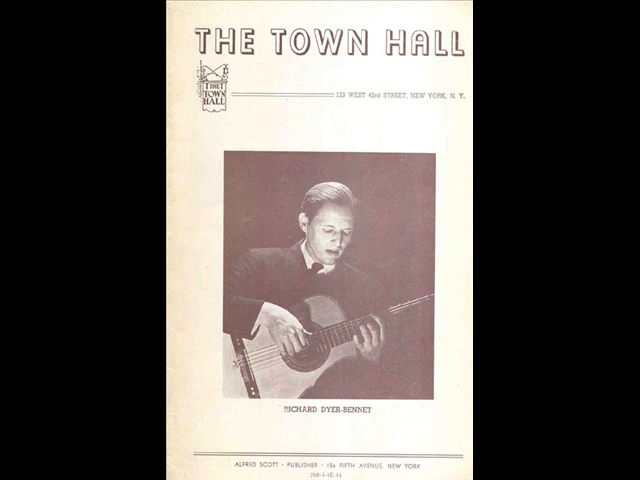 THE TOWN HALL
THE
TOWN
HALL
123 WEST 43rd STREET, NEW YORK, N. Y.
RICHARD DYER-BENNET
ALFRED SCOTT • PUBLISHER • 156 FIFTH AVENUE, NEW YORK